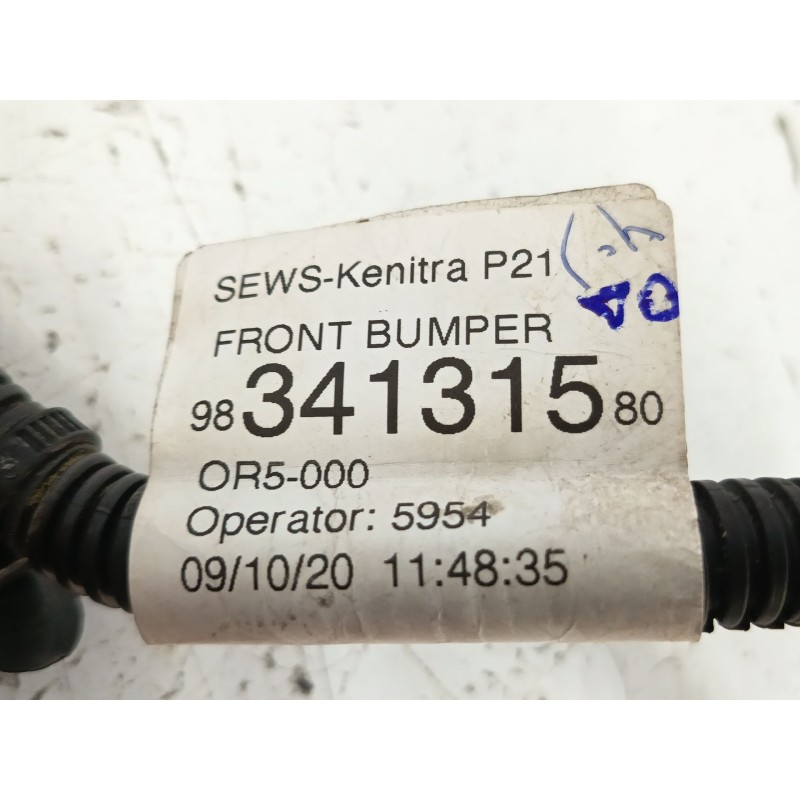 SEWS-Kenitra P21
FRONT BUMPER
98 341315 80
OR5-000
Operator: 5954
09/10/20 11:48:35